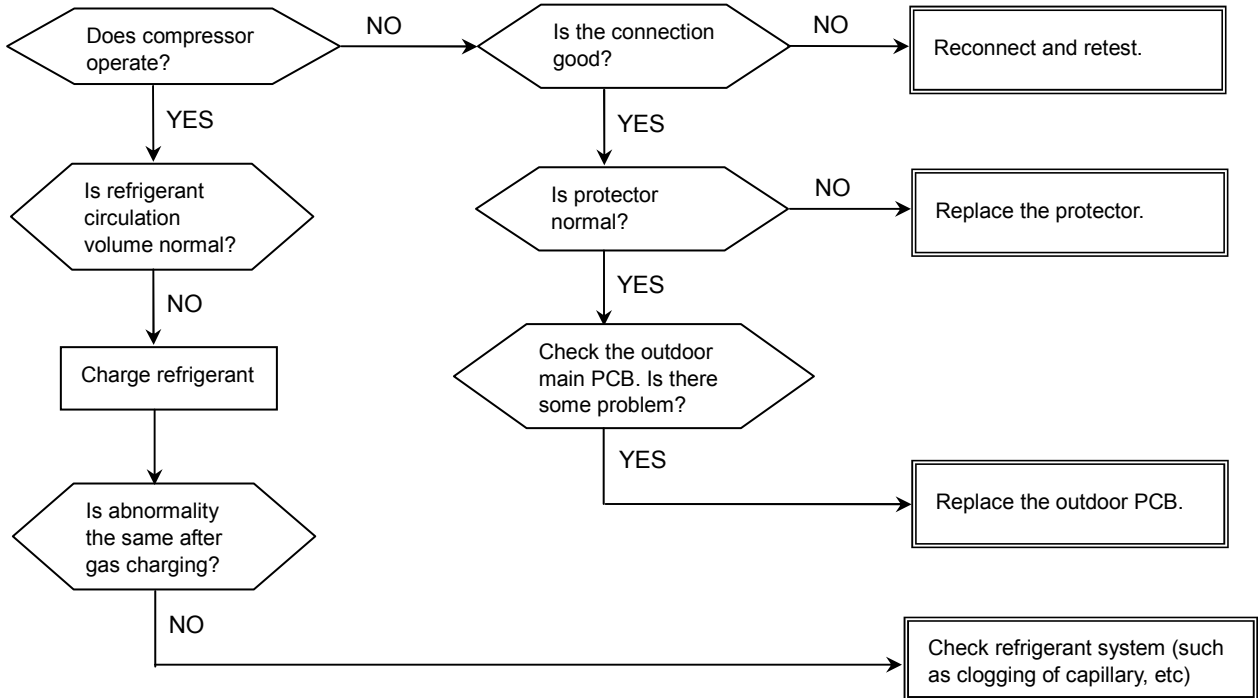 Does compressor
operate?
NO
Is the connection
good?
NO
Reconnect and retest.
YES
YES
Is refrigerant
circulation
volume normal?
Is protector
normal?
NO
Replace the protector.
NO
YES
Charge refrigerant
Check the outdoor
main PCB. Is there
some problem?
YES
Is abnormality
the same after
gas charging?
Replace the outdoor PCB.
NO
Check refrigerant system (such
as clogging of capillary, etc)